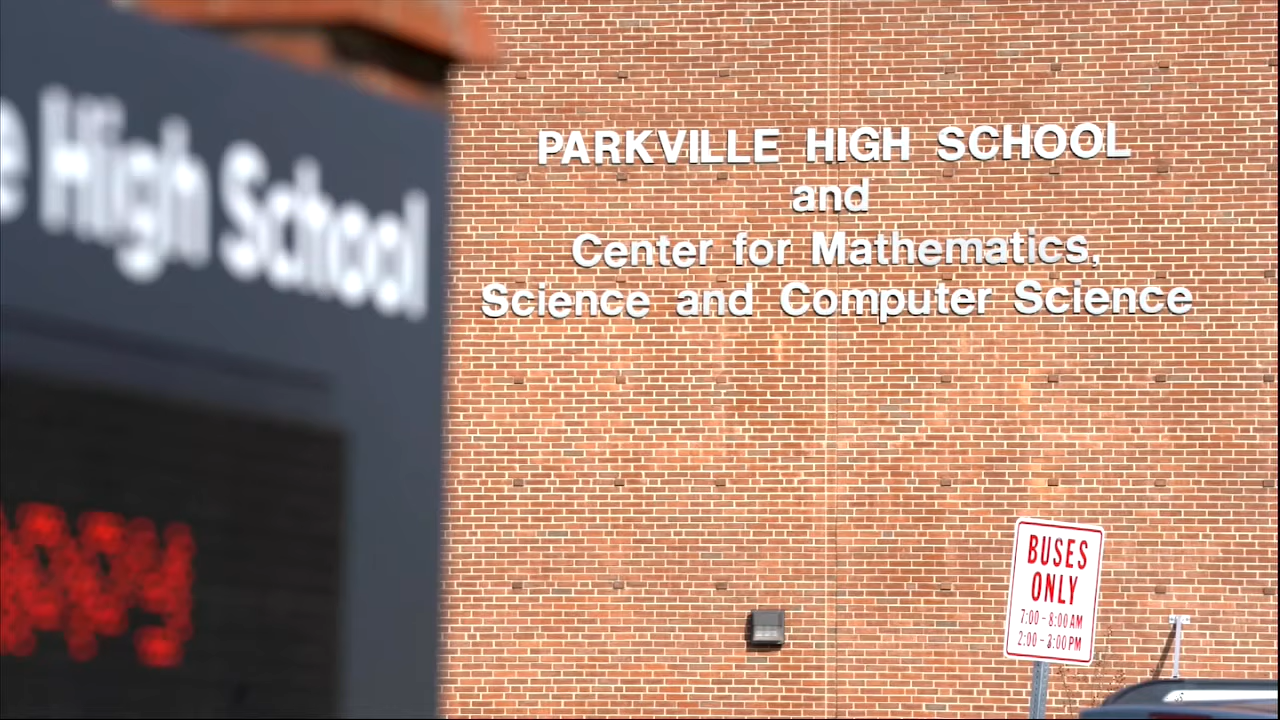 High School
PARKVILLE HIGH SCHOOL
and
Center for Mathematics,
Science and Computer Science
BUSES
ONLY
7:00 - 8:00 AM
2:00 - 3:00 PM